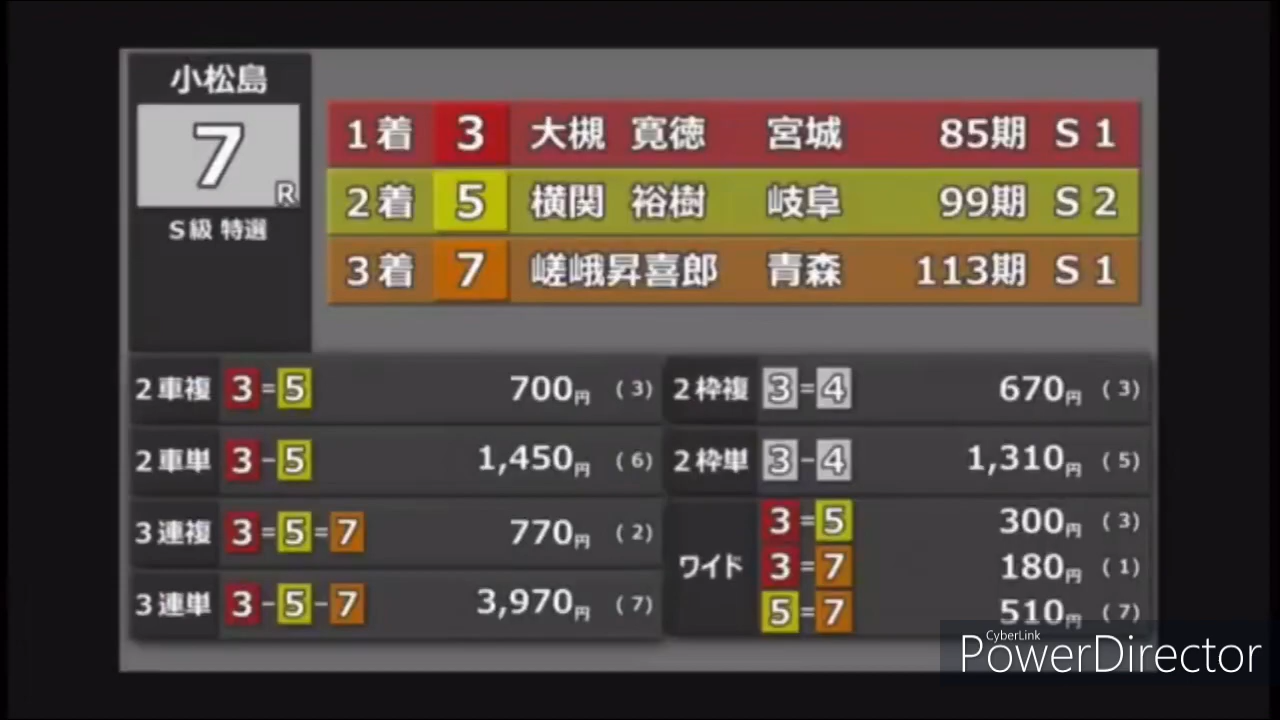 小松島
7R
S級 特選
1着 3 大槻 寛徳 宮城 85期 S1
2着 5 横関 裕樹 岐阜 99期 S2
3着 7 嵯峨昇喜郎 青森 113期 S1
2車複 3=5 700円 (3)
2車単 3-5 1,450円 (6)
3連複 3=5=7 770円 (2)
3連単 3-5-7 3,970円 (7)
2枠複 3=4 670円 (3)
2枠単 3-4 1,310円 (5)
ワイド 3=5 300円 (3)
3=7 180円 (1)
5=7 510円 (7)
CyberLink
PowerDirector